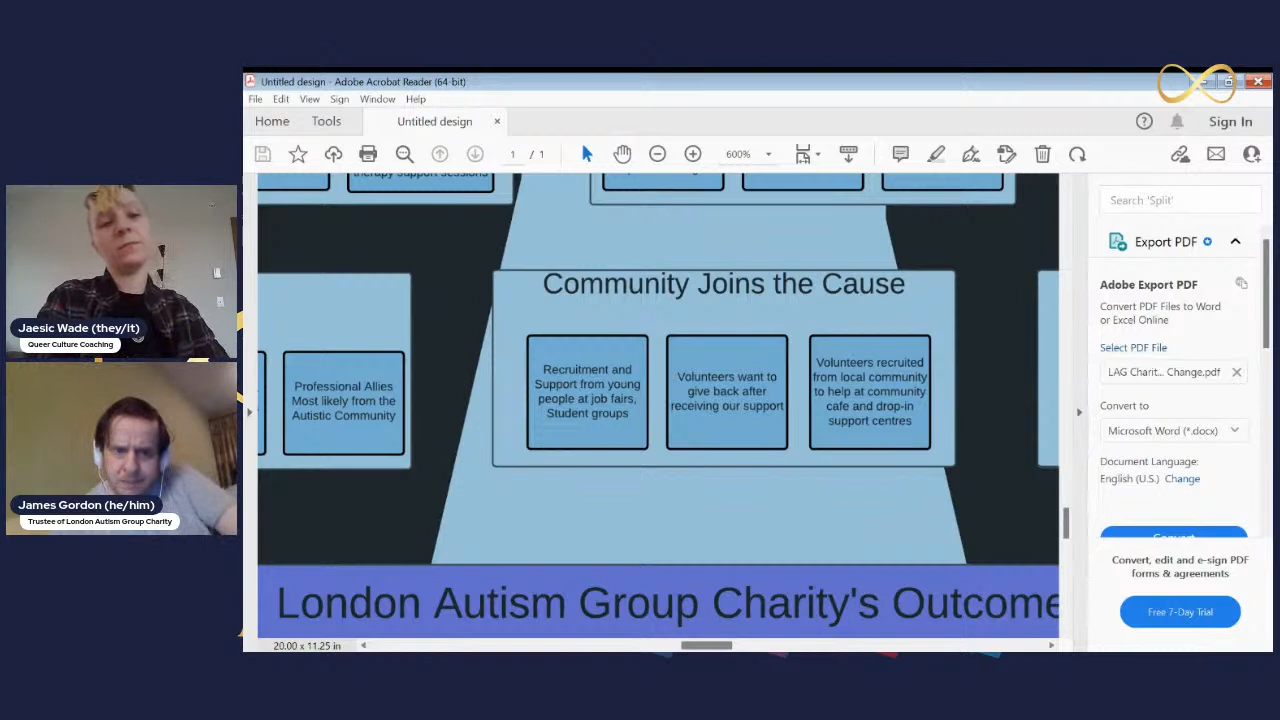 Untitled design - Adobe Acrobat Reader (64-bit)
File Edit View Sign Window Help
Home Tools Untitled design
1 / 1 600%
Sign In
therapy support sessions
Community Joins the Cause
Professional Allies
Most likely from the
Autistic Community
Recruitment and
Support from young
people at job fairs,
Student groups
Volunteers want to
give back after
receiving our support
Volunteers recruited
from local community
to help at community
cafe and drop-in
support centres
London Autism Group Charity's Outcome
20.00 x 11.25 in
Search 'Split'
Export PDF
Adobe Export PDF
Convert PDF Files to Word
or Excel Online
Select PDF File
LAG Charit... Change.pdf
Convert to
Microsoft Word (*.docx)
Document Language:
English (U.S.) Change
Convert
Convert, edit and e-sign PDF
forms & agreements
Free 7-Day Trial
Jaesic Wade (they/it)
Queer Culture Coaching
James Gordon (he/him)
Trustee of London Autism Group Charity